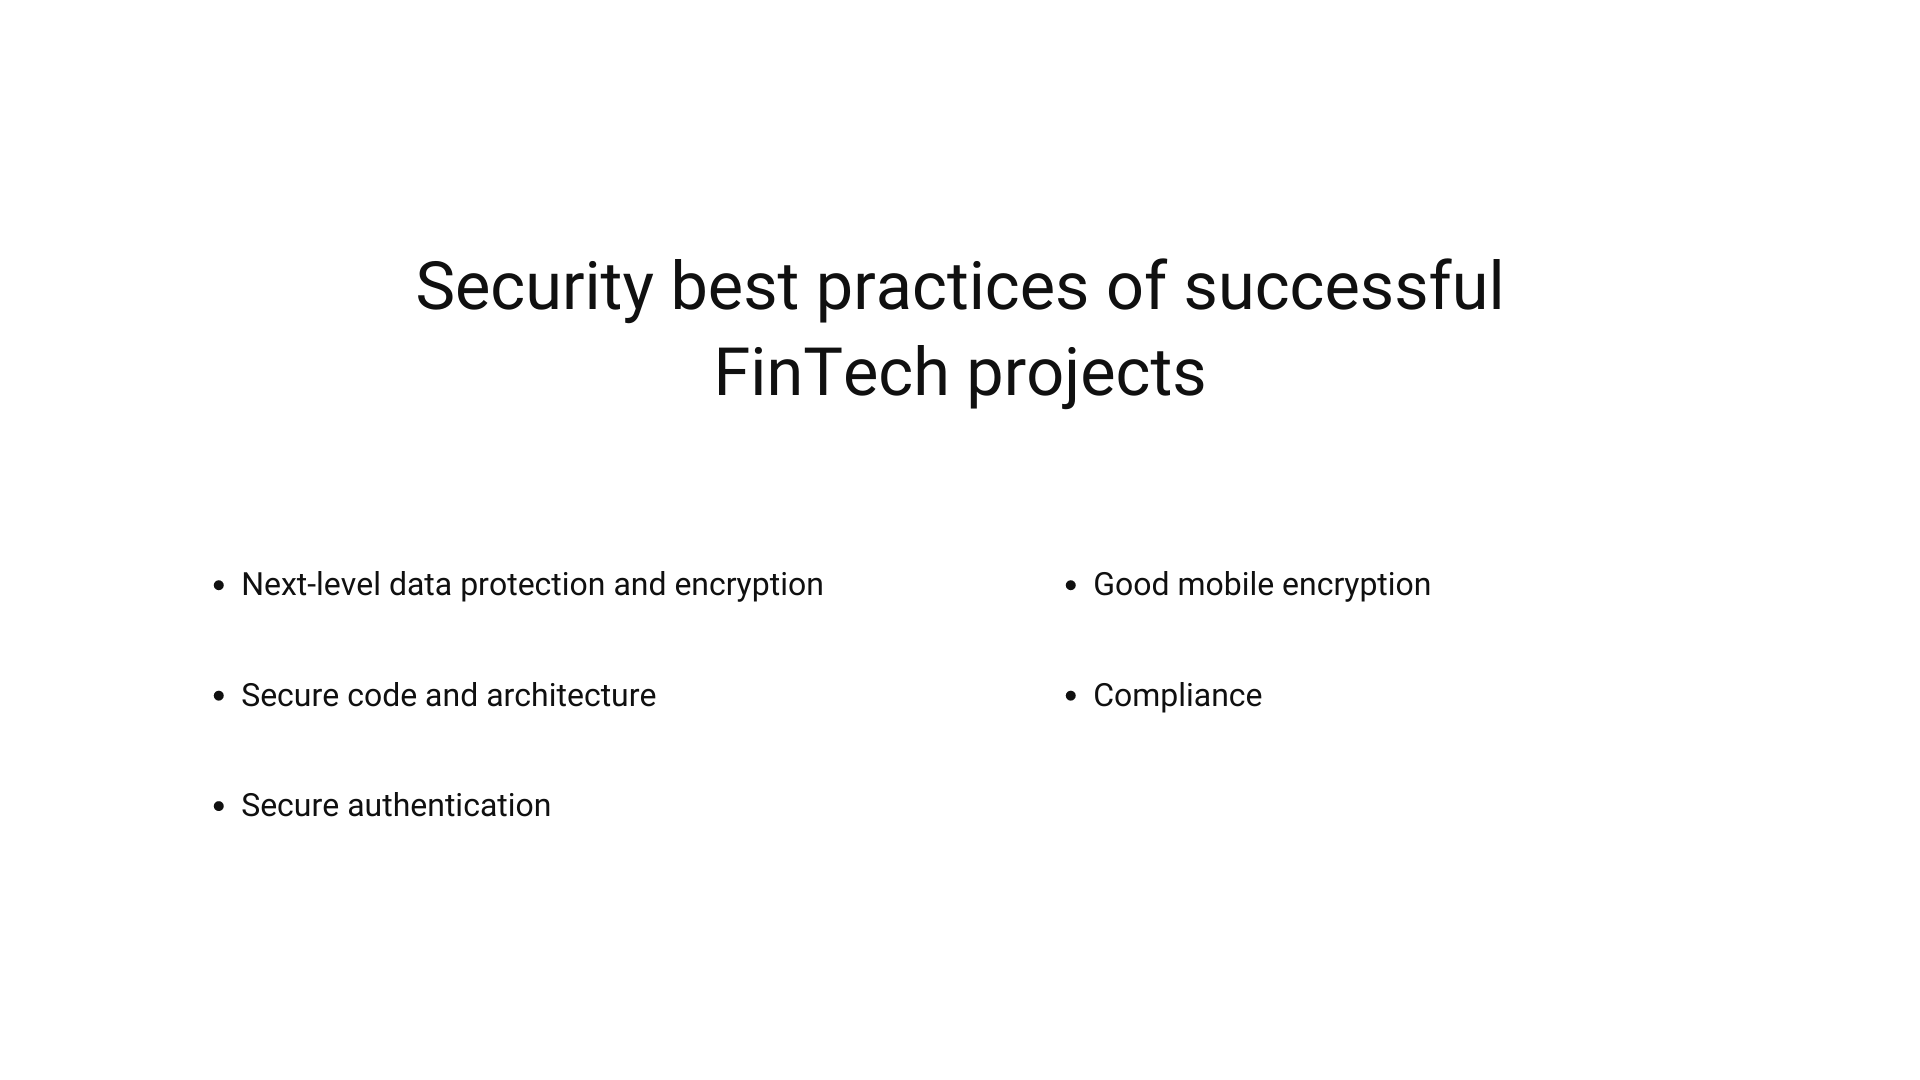 Security best practices of successful
FinTech projects
• Next-level data protection and encryption
• Secure code and architecture
• Secure authentication
• Good mobile encryption
• Compliance